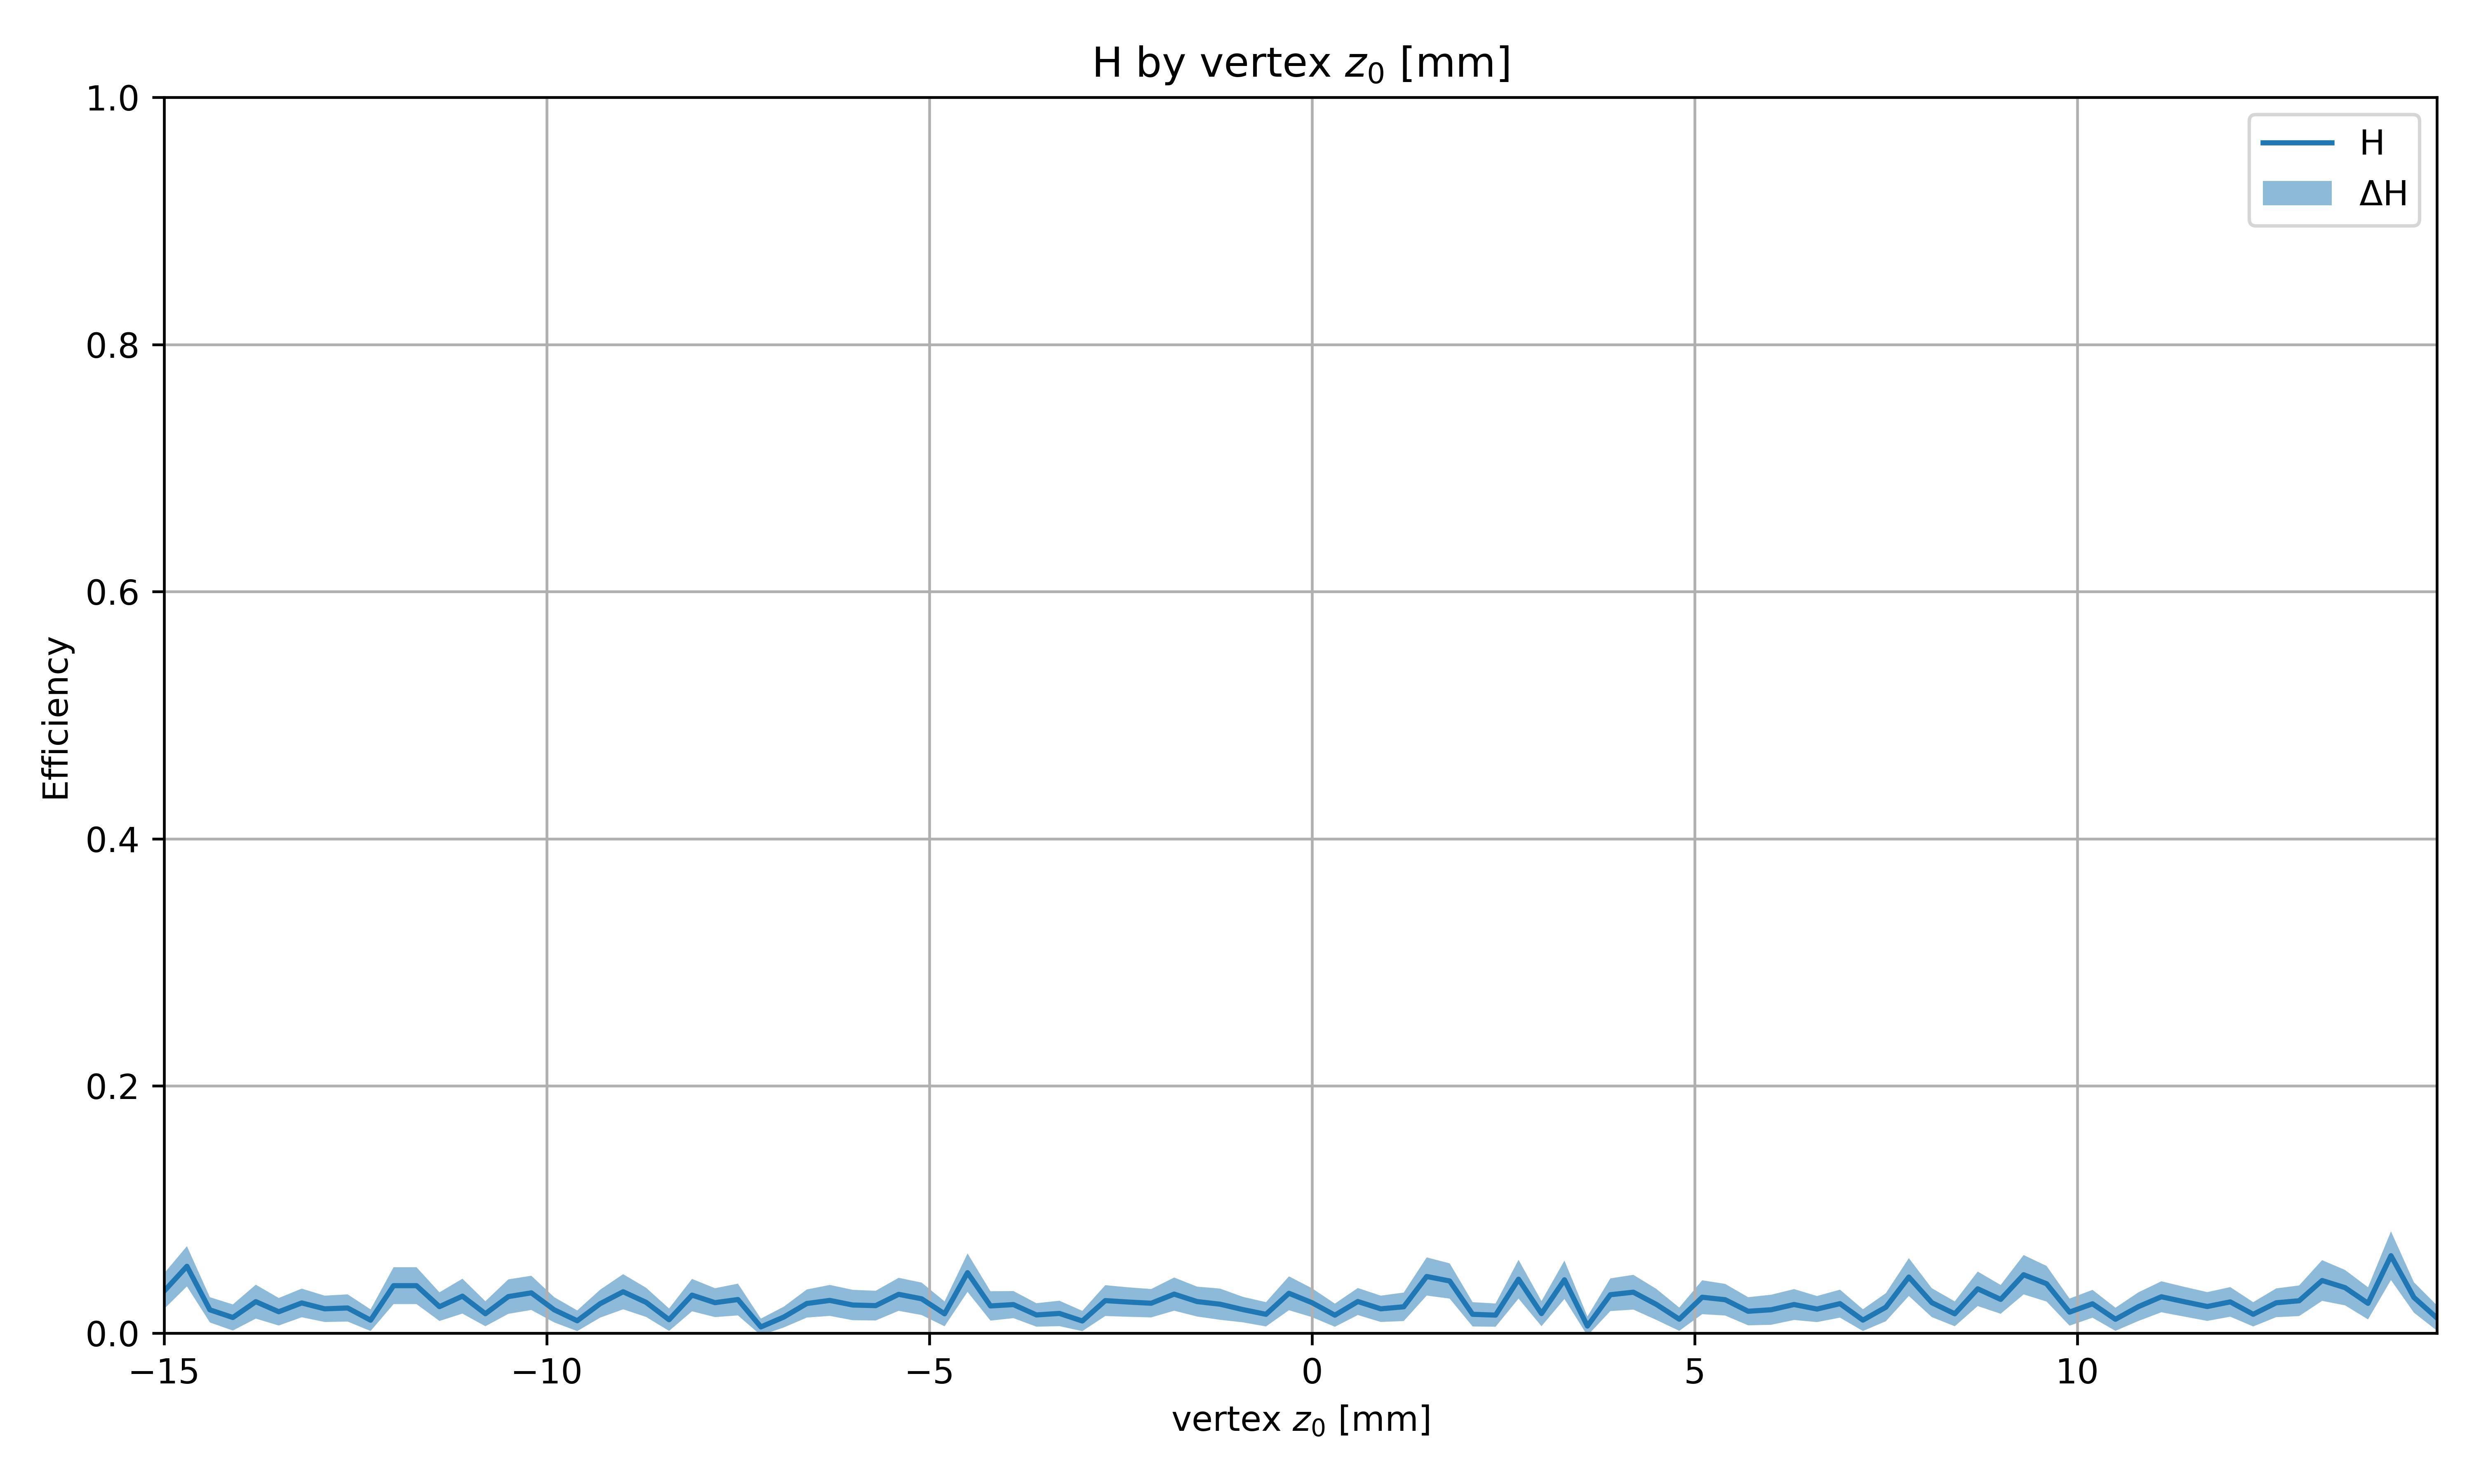 H by vertex z₀ [mm]
1.0
0.8
0.6
0.4
0.2
0.0
Efficiency
H
ΔH
−15 −10 −5 0 5 10
vertex z₀ [mm]